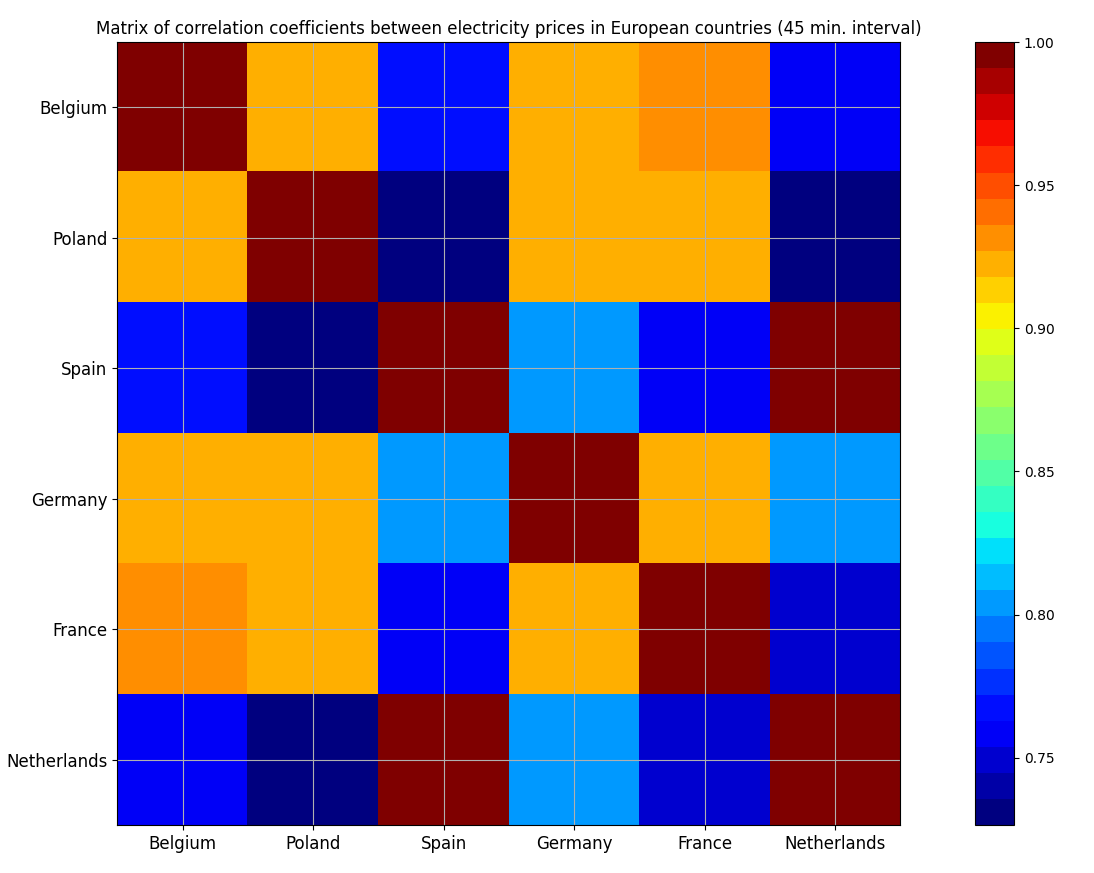 Matrix of correlation coefficients between electricity prices in European countries (45 min. interval)
Belgium
Poland
Spain
Germany
France
Netherlands
Belgium Poland Spain Germany France Netherlands
1.00
0.95
0.90
0.85
0.80
0.75